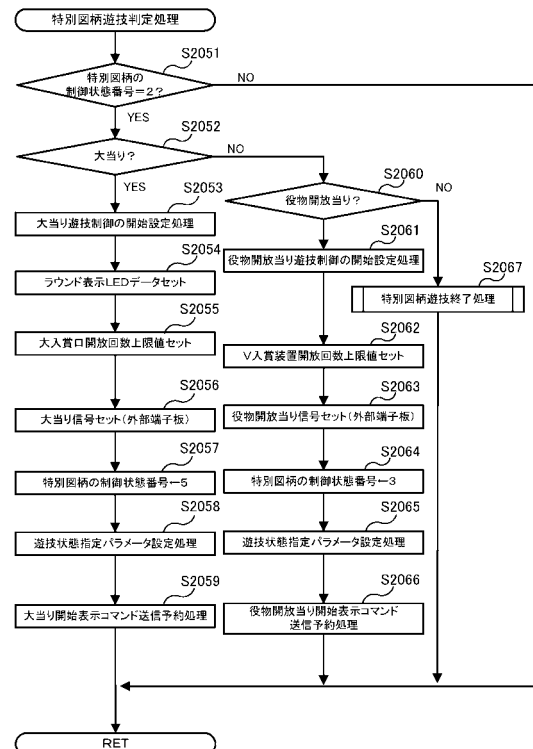 特別図柄遊技判定処理
S2051
特別図柄の
制御状態番号=2?
NO
YES
S2052
大当り?
NO
YES
S2053
大当り遊技制御の開始設定処理
S2054
ラウンド表示LEDデータセット
S2055
大入賞口開放回数上限値セット
S2056
大当り信号セット(外部端子板)
S2057
特別図柄の制御状態番号←5
S2058
遊技状態指定パラメータ設定処理
S2059
大当り開始表示コマンド送信予約処理
S2060
役物開放当り?
NO
YES
S2061
役物開放当り遊技制御の開始設定処理
S2062
V入賞装置開放回数上限値セット
S2063
役物開放当り信号セット(外部端子板)
S2064
特別図柄の制御状態番号←3
S2065
遊技状態指定パラメータ設定処理
S2066
役物開放当り開始表示コマンド
送信予約処理
S2067
特別図柄遊技終了処理
RET